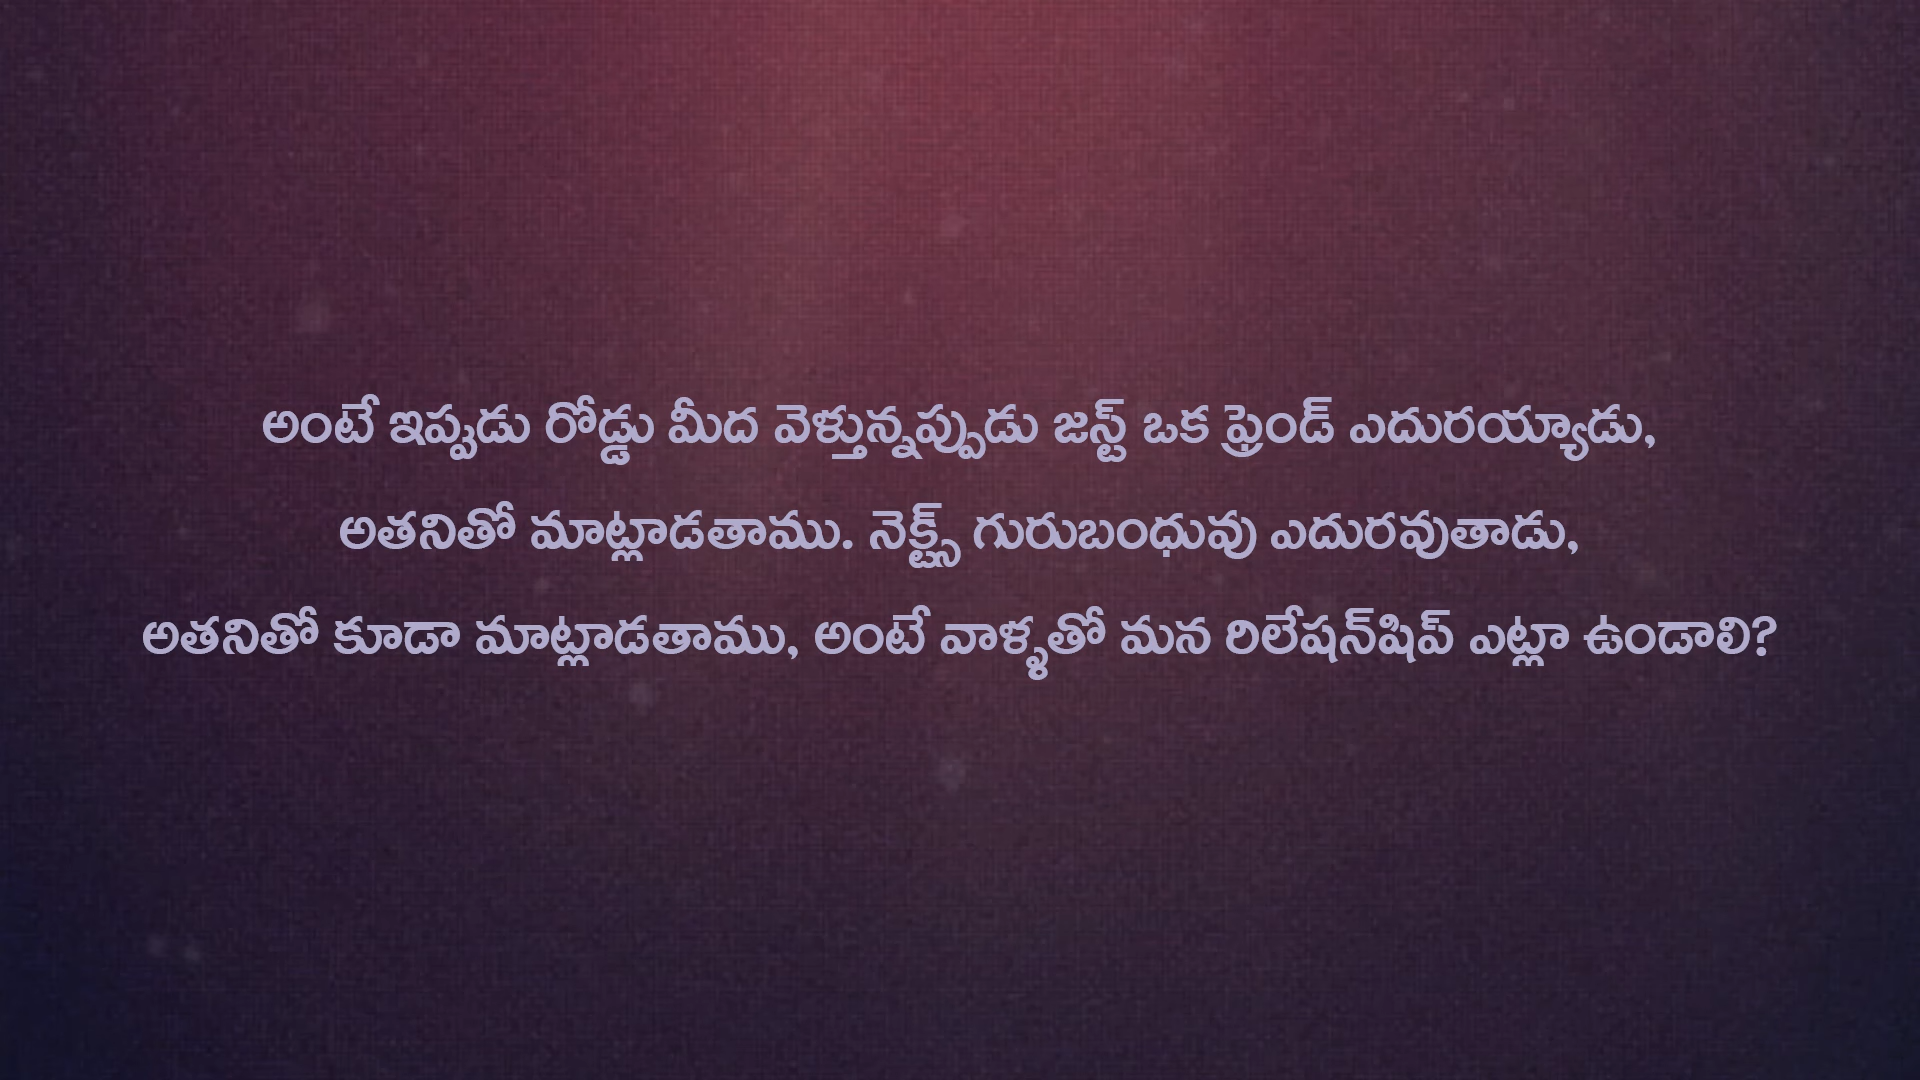 అంటే ఇప్పుడు రోడ్డు మీద వెళ్తున్నప్పుడు జస్ట్ ఒక ఫ్రెండ్ ఎదురయ్యాడు,
అతనితో మాట్లాడతాము. నెక్ట్స్ గురుబంధువు ఎదురవుతాడు,
అతనితో కూడా మాట్లాడతాము, అంటే వాళ్ళతో మన రిలేషన్‌షిప్ ఎట్లా ఉండాలి?